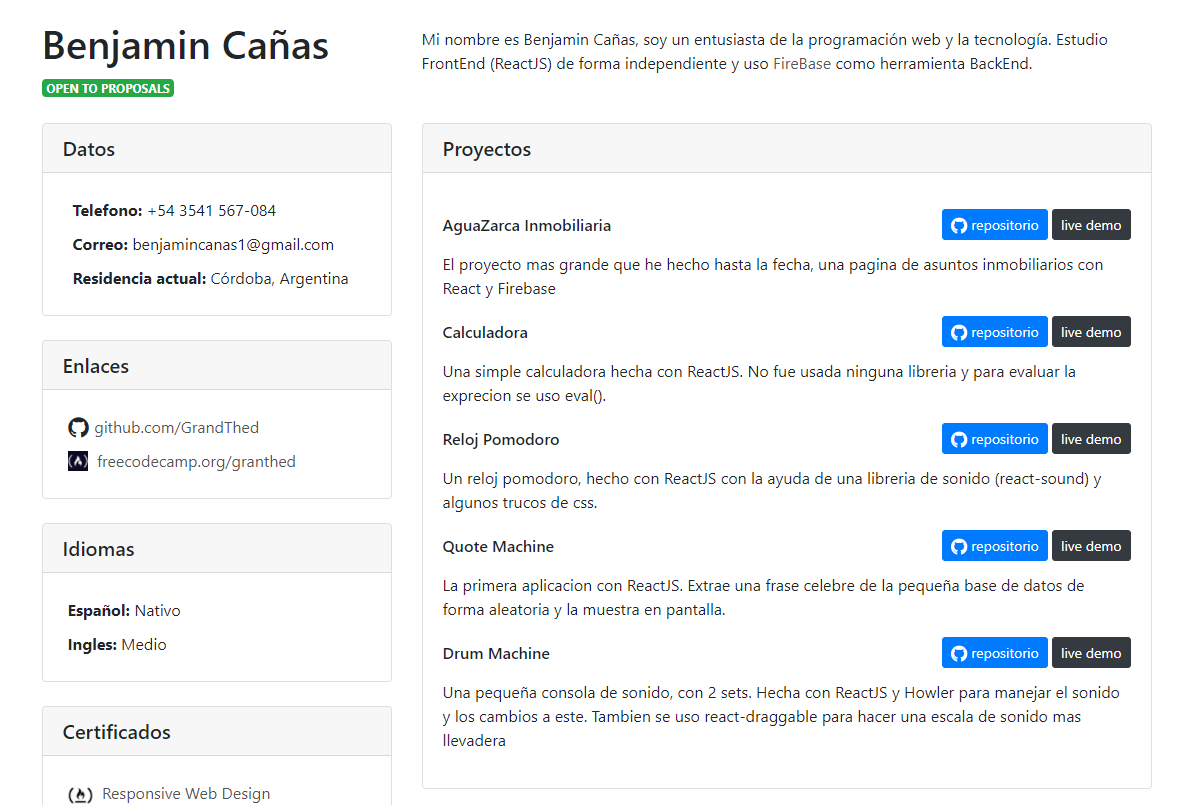 Benjamin Cañas
OPEN TO PROPOSALS
Mi nombre es Benjamin Cañas, soy un entusiasta de la programación web y la tecnología. Estudio
FrontEnd (ReactJS) de forma independiente y uso FireBase como herramienta BackEnd.
Datos
Telefono: +54 3541 567-084
Correo: benjamincanas1@gmail.com
Residencia actual: Córdoba, Argentina
Enlaces
github.com/GrandThed
freecodecamp.org/granthed
Idiomas
Español: Nativo
Ingles: Medio
Certificados
Responsive Web Design
Proyectos
AguaZarca Inmobiliaria repositorio live demo
El proyecto mas grande que he hecho hasta la fecha, una pagina de asuntos inmobiliarios con
React y Firebase
Calculadora repositorio live demo
Una simple calculadora hecha con ReactJS. No fue usada ninguna libreria y para evaluar la
exprecion se uso eval().
Reloj Pomodoro repositorio live demo
Un reloj pomodoro, hecho con ReactJS con la ayuda de una libreria de sonido (react-sound) y
algunos trucos de css.
Quote Machine repositorio live demo
La primera aplicacion con ReactJS. Extrae una frase celebre de la pequeña base de datos de
forma aleatoria y la muestra en pantalla.
Drum Machine repositorio live demo
Una pequeña consola de sonido, con 2 sets. Hecha con ReactJS y Howler para manejar el sonido
y los cambios a este. Tambien se uso react-draggable para hacer una escala de sonido mas
llevadera